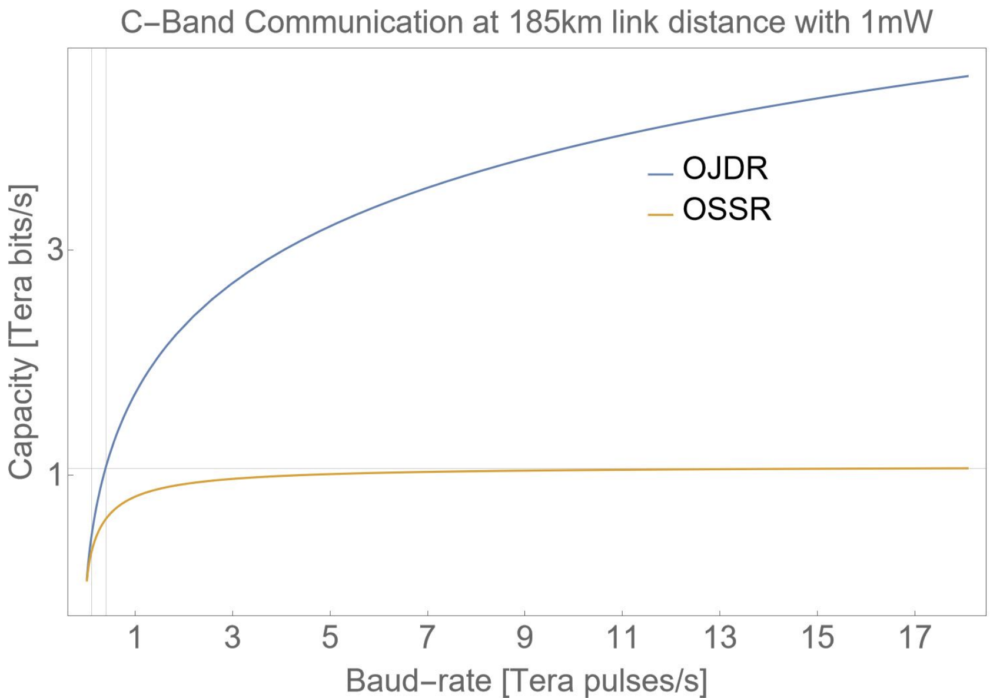 C–Band Communication at 185km link distance with 1mW
Capacity [Tera bits/s]
3
1
OJDR
OSSR
1 3 5 7 9 11 13 15 17
Baud–rate [Tera pulses/s]